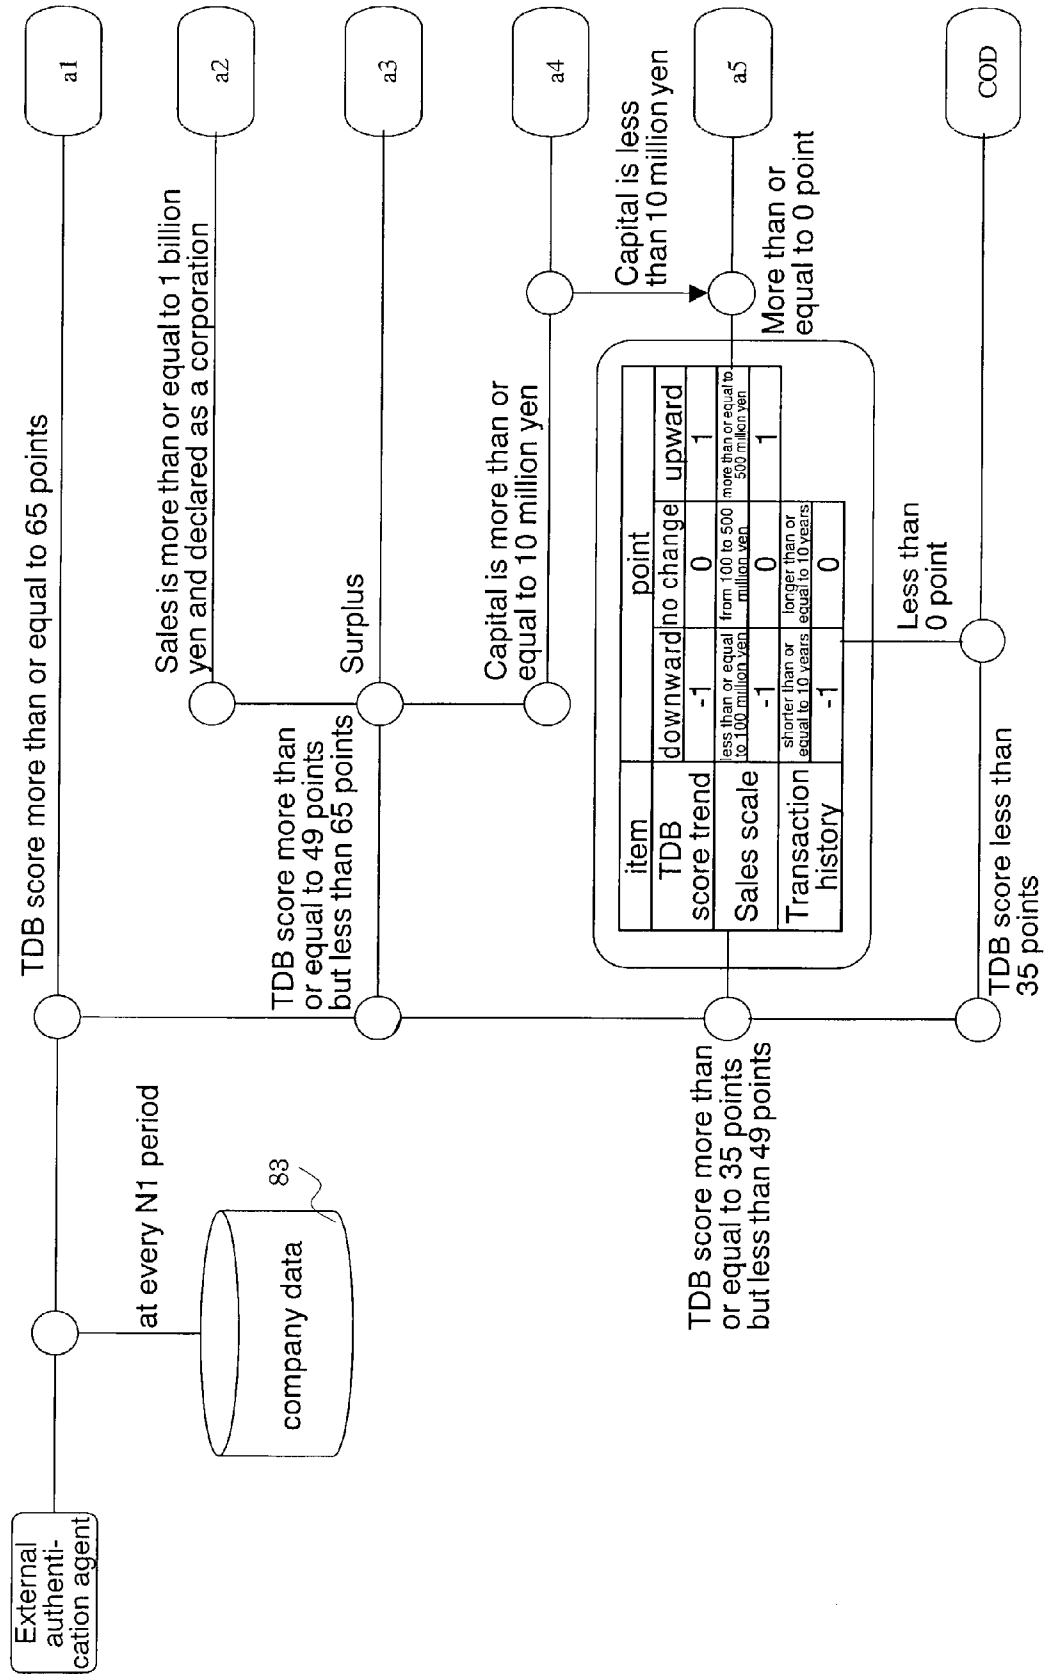 External
authenti-
cation agent
at every N1 period
company data
83
TDB score more than or equal to 65 points
a1
Sales is more than or equal to 1 billion
yen and declared as a corporation
a2
TDB score more than
or equal to 49 points
but less than 65 points
Surplus
a3
Capital is more than or
equal to 10 million yen
a4
Capital is less
than 10 million yen
TDB score more than
or equal to 35 points
but less than 49 points
item
point
TDB
score trend
downward
no change
upward
-1
0
1
Sales scale
less than or equal
to 100 million yen
from 100 to 500
million yen
more than or equal to
500 million yen
-1
0
1
Transaction
history
shorter than or
equal to 10 years
longer than or
equal to 10 years
-1
0
More than or
equal to 0 point
a5
Less than
0 point
TDB score less than
35 points
COD